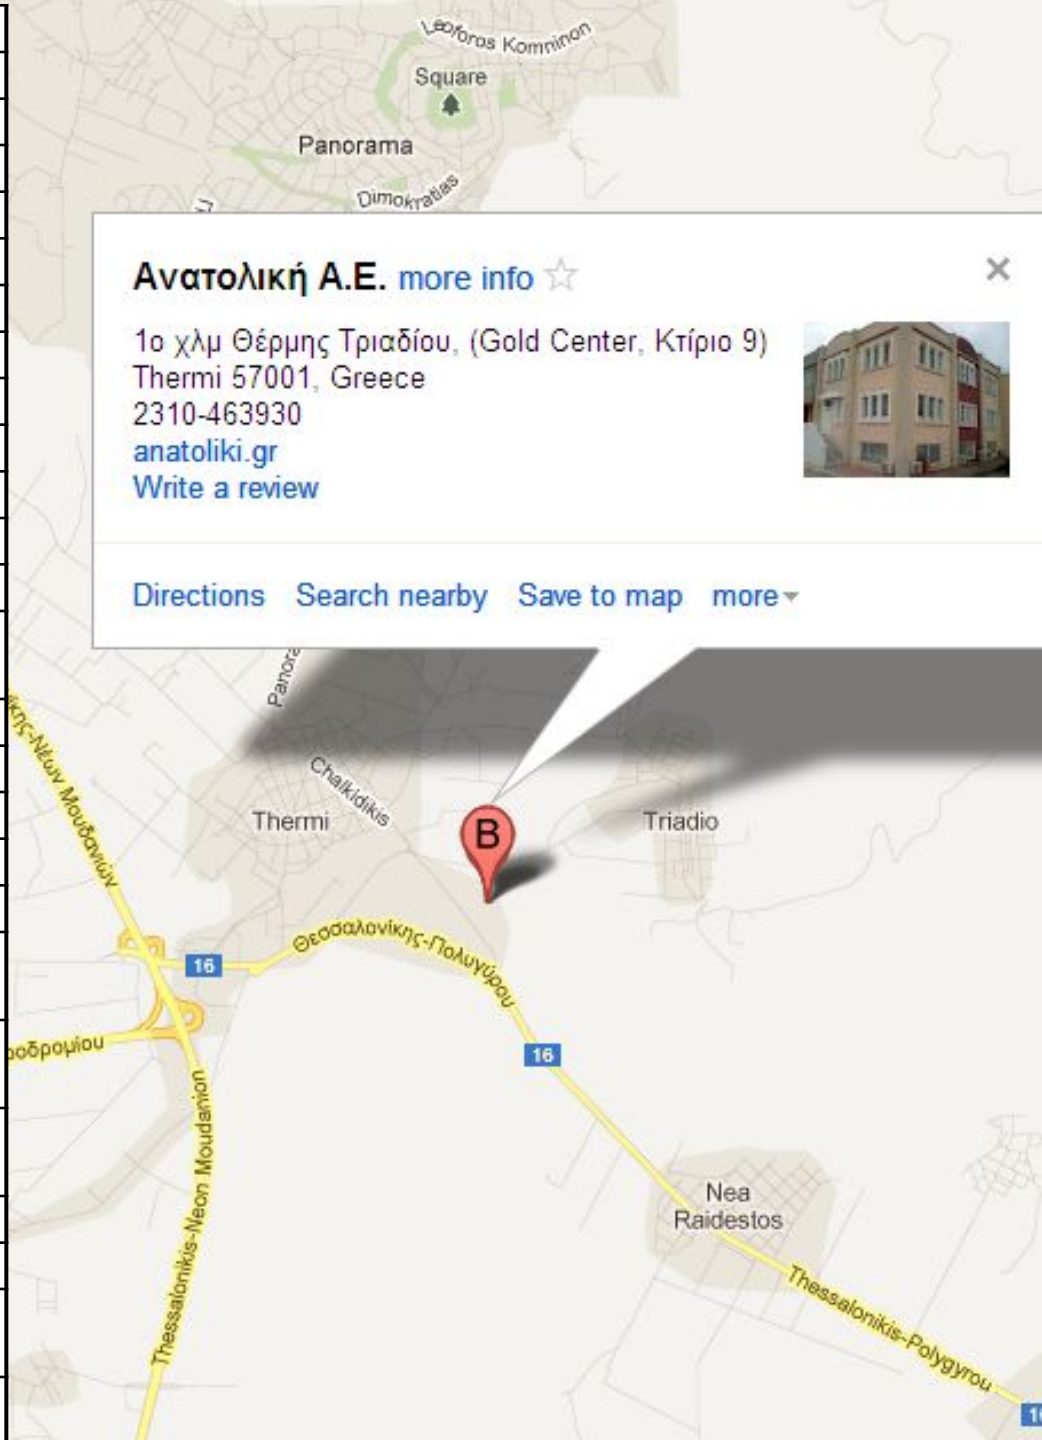 Leoforos Komninon
Square
Panorama
Dimokratias
Ανατολική Α.Ε. more info
1ο χλμ Θέρμης Τριαδίου, (Gold Center, Κτίριο 9)
Thermi 57001, Greece
2310-463930
anatoliki.gr
Write a review
Directions Search nearby Save to map more
Panora
ίκης-Νέων Μουδανιών
Chalkidikis
Thermi
B
Triadio
Θεσσαλονίκης-Πολυγύρου
16
16
οδρομίου
Thessalonikis-Neon Moudanion
Nea
Raidestos
Thessalonikis-Polygyrou